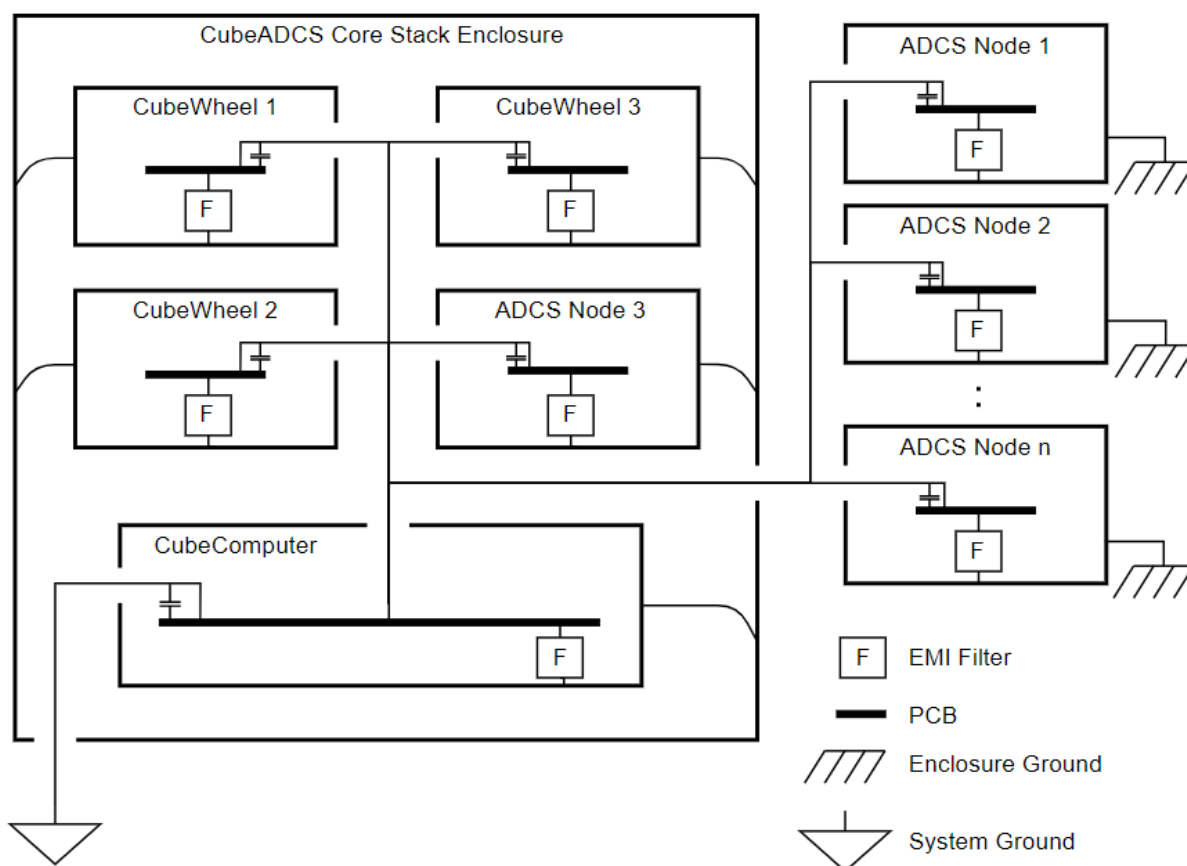 CubeADCS Core Stack Enclosure
CubeWheel 1
F
CubeWheel 3
F
CubeWheel 2
F
ADCS Node 3
F
CubeComputer
F
ADCS Node 1
F
ADCS Node 2
F
:
ADCS Node n
F
F EMI Filter
PCB
Enclosure Ground
System Ground